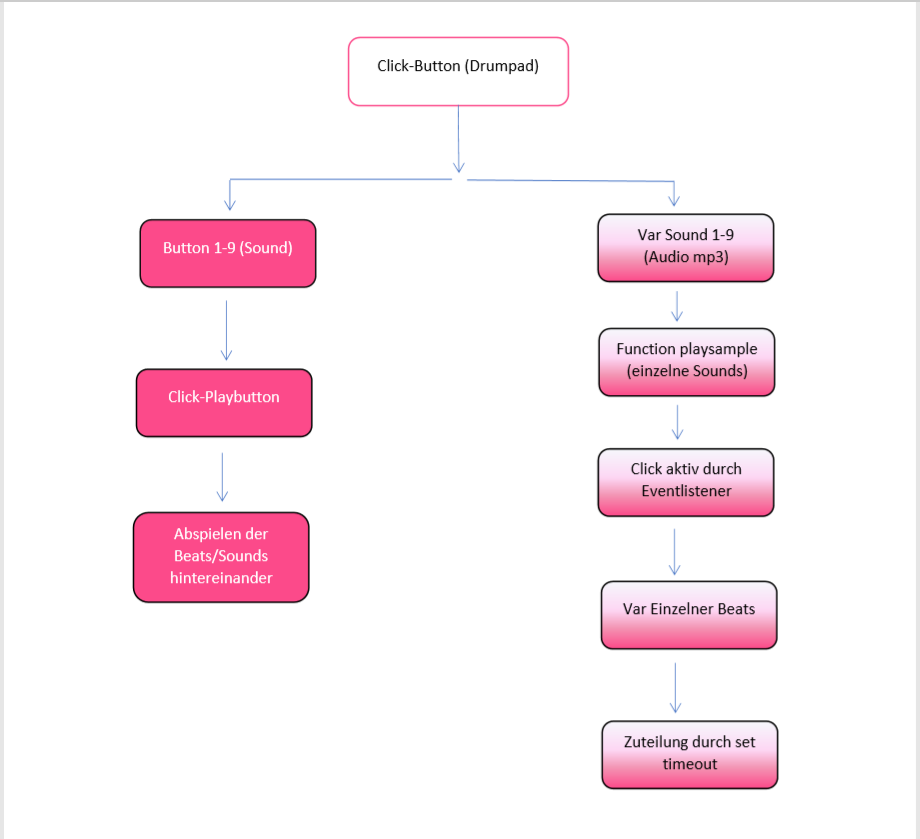 Click-Button (Drumpad)
Button 1-9 (Sound)
Click-Playbutton
Abspielen der
Beats/Sounds
hintereinander
Var Sound 1-9
(Audio mp3)
Function playsample
(einzelne Sounds)
Click aktiv durch
Eventlistener
Var Einzelner Beats
Zuteilung durch set
timeout